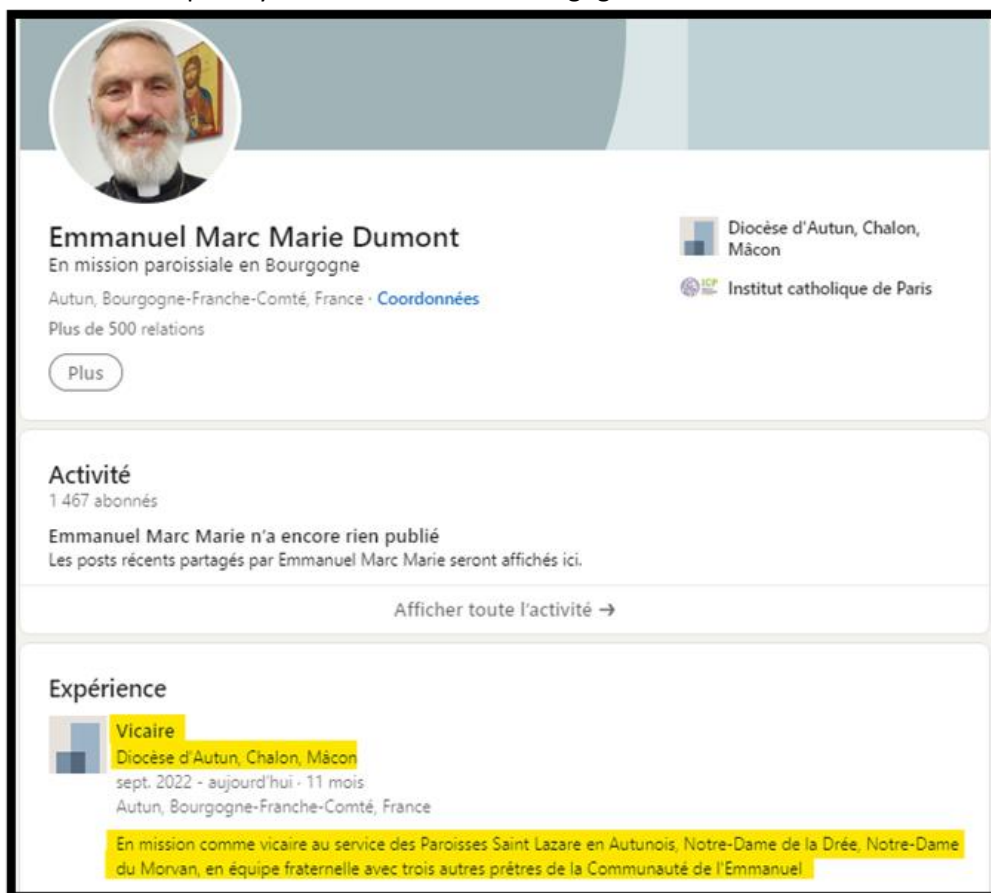 Emmanuel Marc Marie Dumont
En mission paroissiale en Bourgogne
Autun, Bourgogne-Franche-Comté, France · Coordonnées
Plus de 500 relations
Plus
Diocèse d'Autun, Chalon,
Mâcon
ICP
Institut catholique de Paris
Activité
1 467 abonnés
Emmanuel Marc Marie n'a encore rien publié
Les posts récents partagés par Emmanuel Marc Marie seront affichés ici.
Afficher toute l'activité →
Expérience
Vicaire
Diocèse d'Autun, Chalon, Mâcon
sept. 2022 - aujourd'hui · 11 mois
Autun, Bourgogne-Franche-Comté, France
En mission comme vicaire au service des Paroisses Saint Lazare en Autunois, Notre-Dame de la Drée, Notre-Dame
du Morvan, en équipe fraternelle avec trois autres prêtres de la Communauté de l'Emmanuel